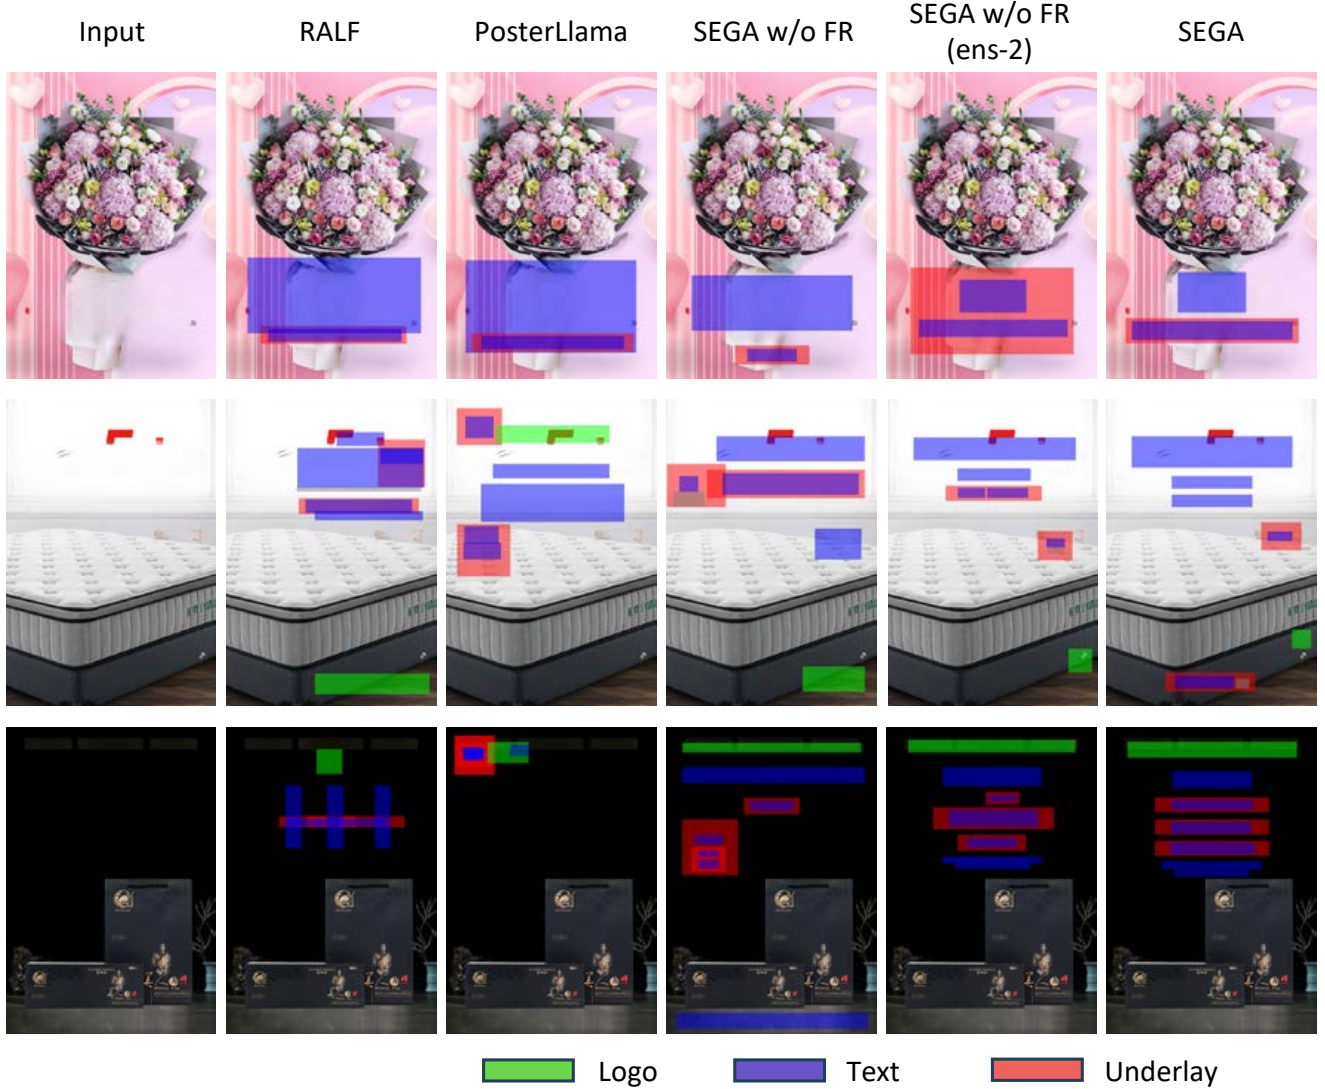 Input
RALF
PosterLlama
SEGA w/o FR
SEGA w/o FR
(ens-2)
SEGA
Logo
Text
Underlay